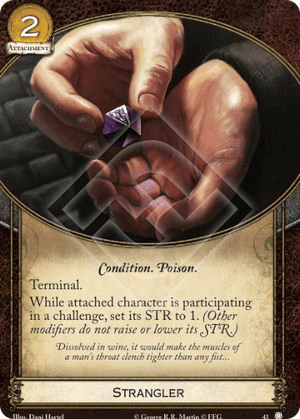 2
ATTACHMENT
Condition. Poison.
Terminal.
While attached character is participating
in a challenge, set its STR to 1. (Other
modifiers do not raise or lower its STR.)
Dissolved in wine, it would make the muscles of
a man's throat clench tighter than any fist...
STRANGLER
Illus. Dani Hartel
© George R.R. Martin © FFG
43